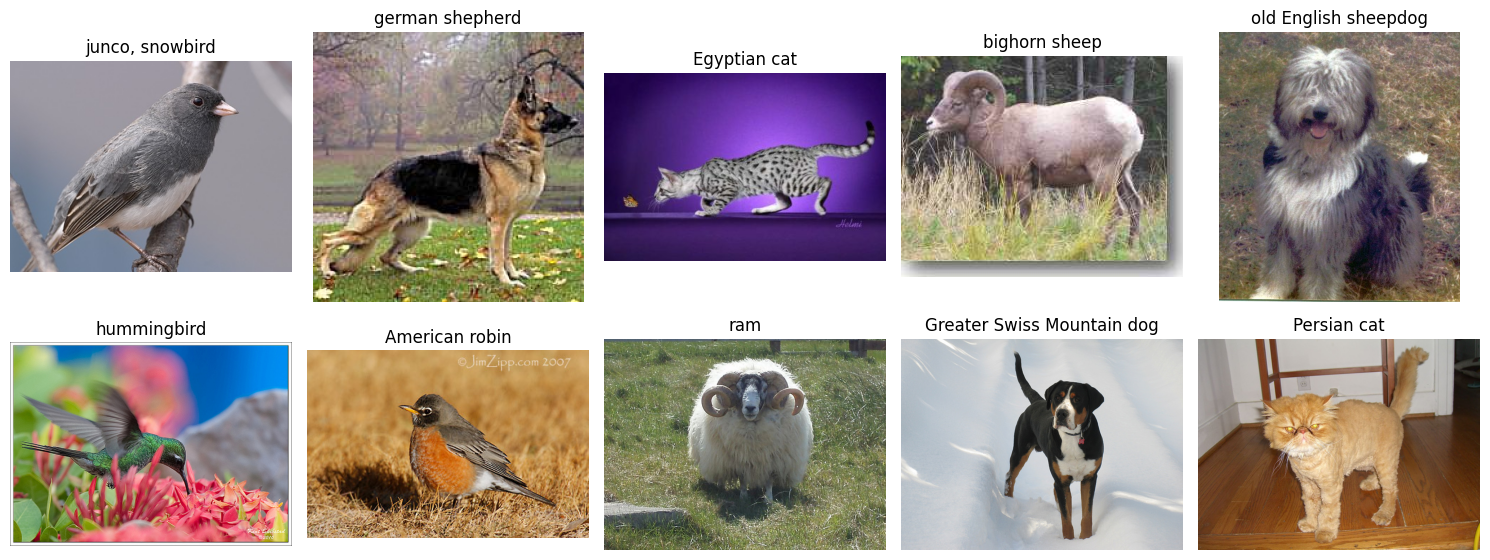 junco, snowbird
german shepherd
Egyptian cat
bighorn sheep
old English sheepdog
hummingbird
American robin
ram
Greater Swiss Mountain dog
Persian cat
©JimZipp.com 2007
Helmi